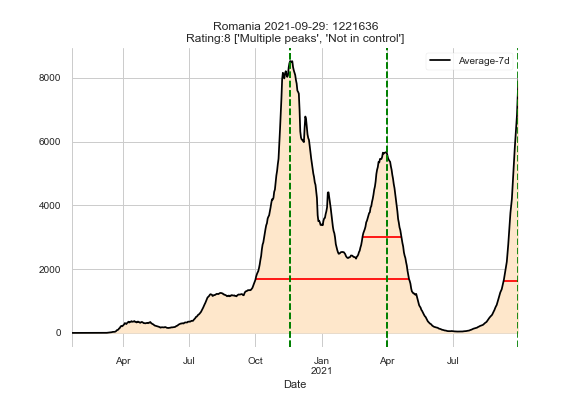 Romania 2021-09-29: 1221636
Rating:8 ['Multiple peaks', 'Not in control']
Average-7d
8000
6000
4000
2000
0
Apr
Jul
Oct
Jan
2021
Apr
Jul
Date